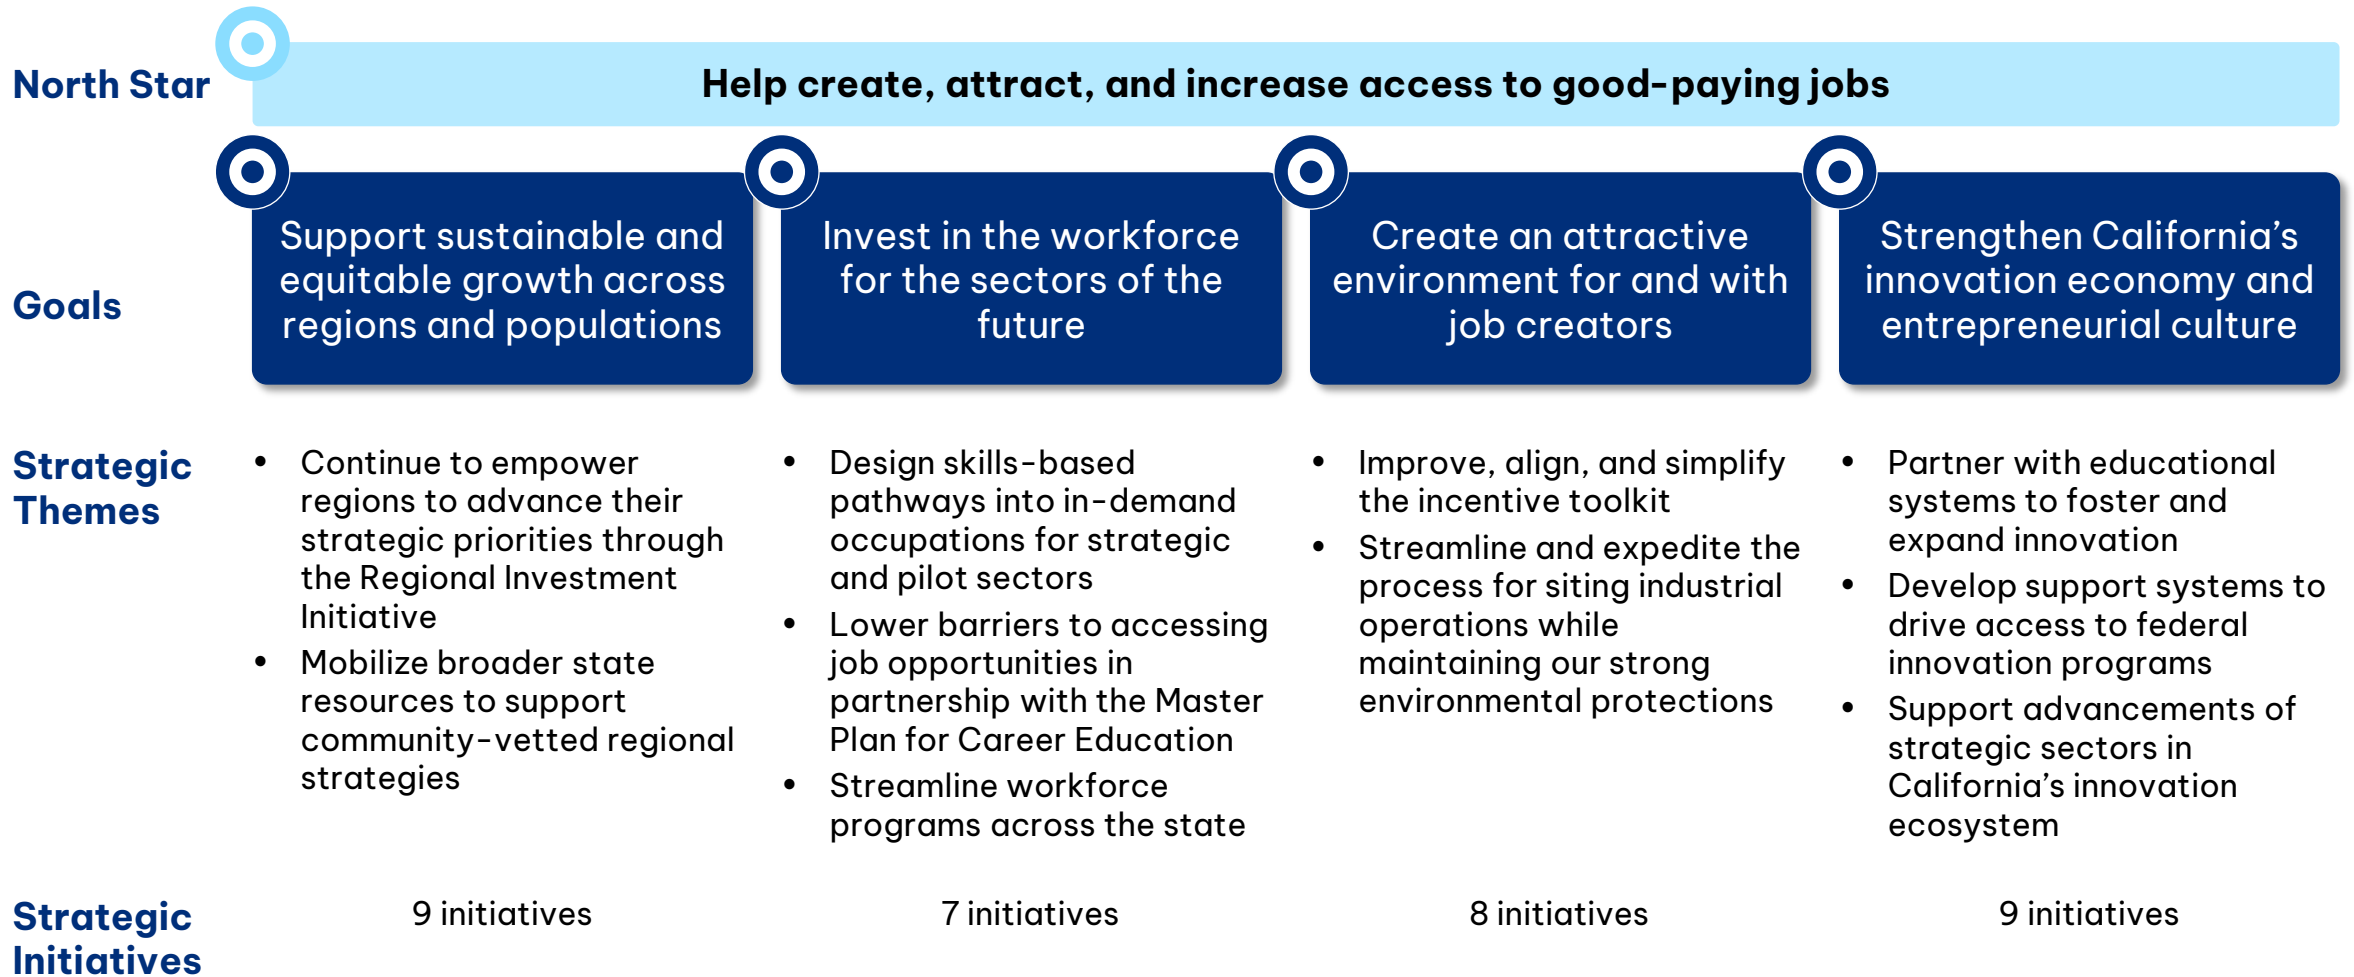 North Star
Help create, attract, and increase access to good-paying jobs
Goals
Support sustainable and
equitable growth across
regions and populations
Invest in the workforce
for the sectors of the
future
Create an attractive
environment for and with
job creators
Strengthen California’s
innovation economy and
entrepreneurial culture
Strategic
Themes
• Continue to empower
regions to advance their
strategic priorities through
the Regional Investment
Initiative
• Mobilize broader state
resources to support
community-vetted regional
strategies
• Design skills-based
pathways into in-demand
occupations for strategic
and pilot sectors
• Lower barriers to accessing
job opportunities in
partnership with the Master
Plan for Career Education
• Streamline workforce
programs across the state
• Improve, align, and simplify
the incentive toolkit
• Streamline and expedite the
process for siting industrial
operations while
maintaining our strong
environmental protections
• Partner with educational
systems to foster and
expand innovation
• Develop support systems to
drive access to federal
innovation programs
• Support advancements of
strategic sectors in
California’s innovation
ecosystem
Strategic
Initiatives
9 initiatives
7 initiatives
8 initiatives
9 initiatives